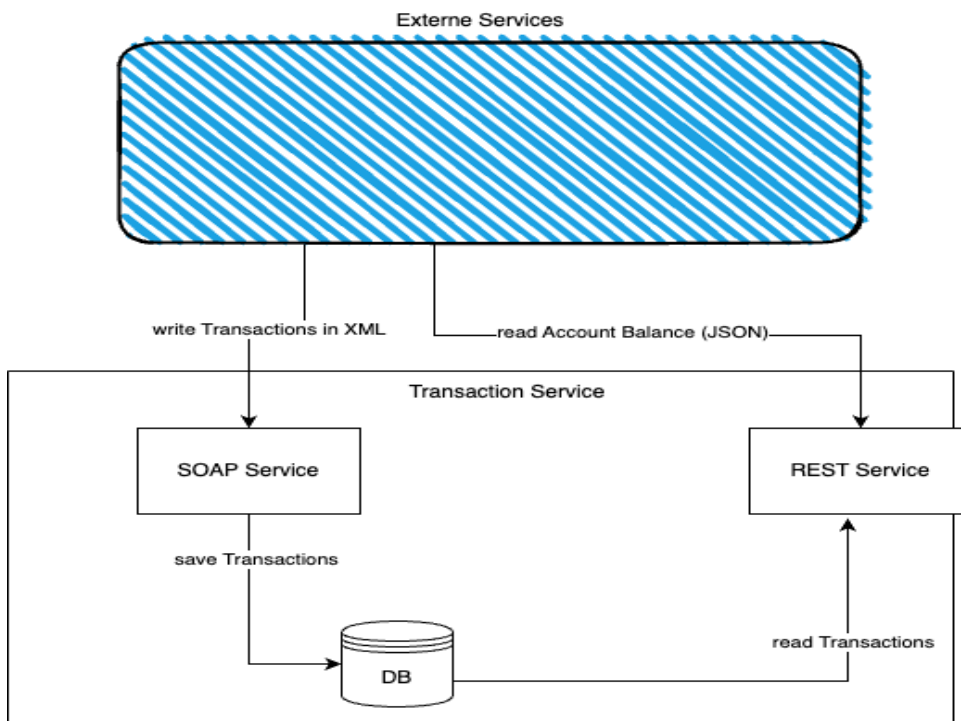 Externe Services
write Transactions in XML
read Account Balance (JSON)
Transaction Service
SOAP Service
REST Service
save Transactions
read Transactions
DB